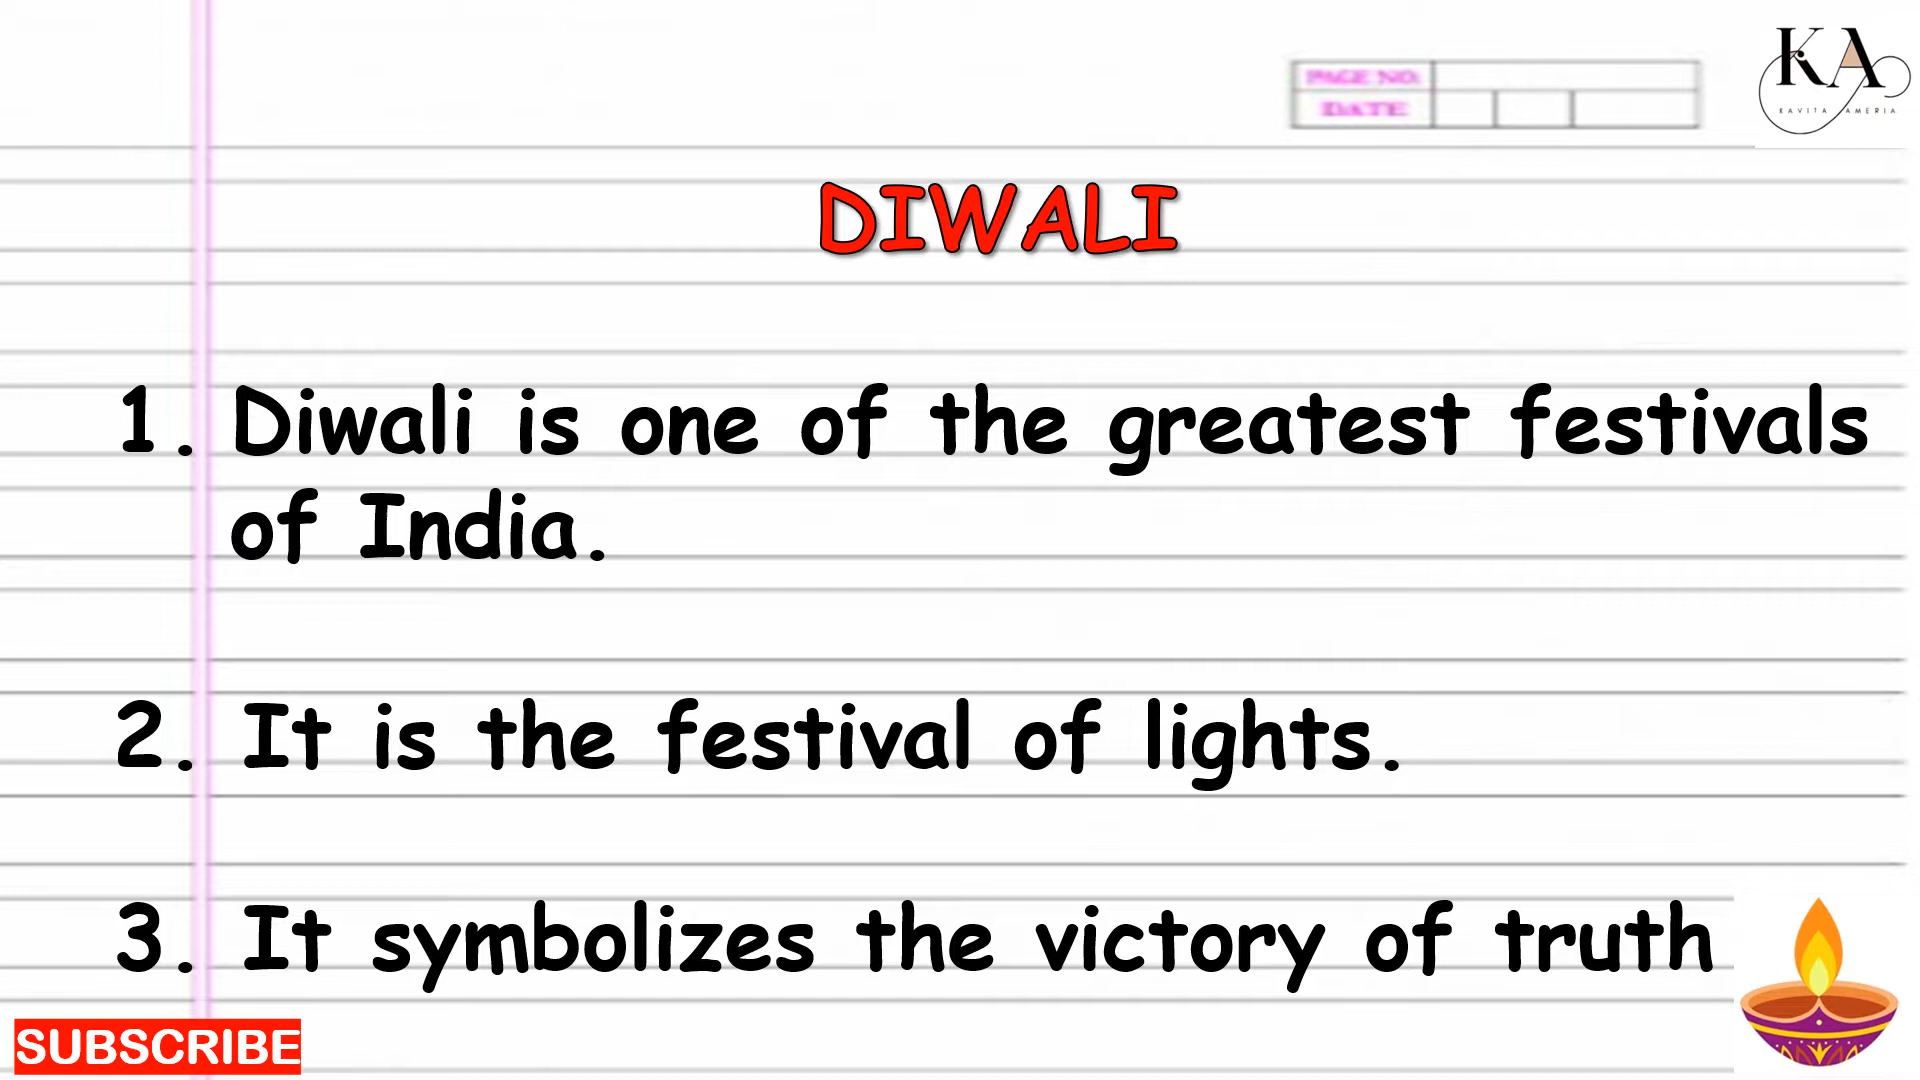 KA
KAVITA AMERIA
PAGE NO:
DATE
DIWALI
1. Diwali is one of the greatest festivals
of India.
2. It is the festival of lights.
3. It symbolizes the victory of truth
SUBSCRIBE